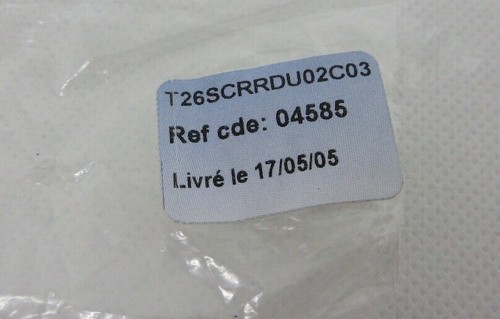 T26SCRRDU02C03
Ref cde: 04585
Livré le 17/05/05